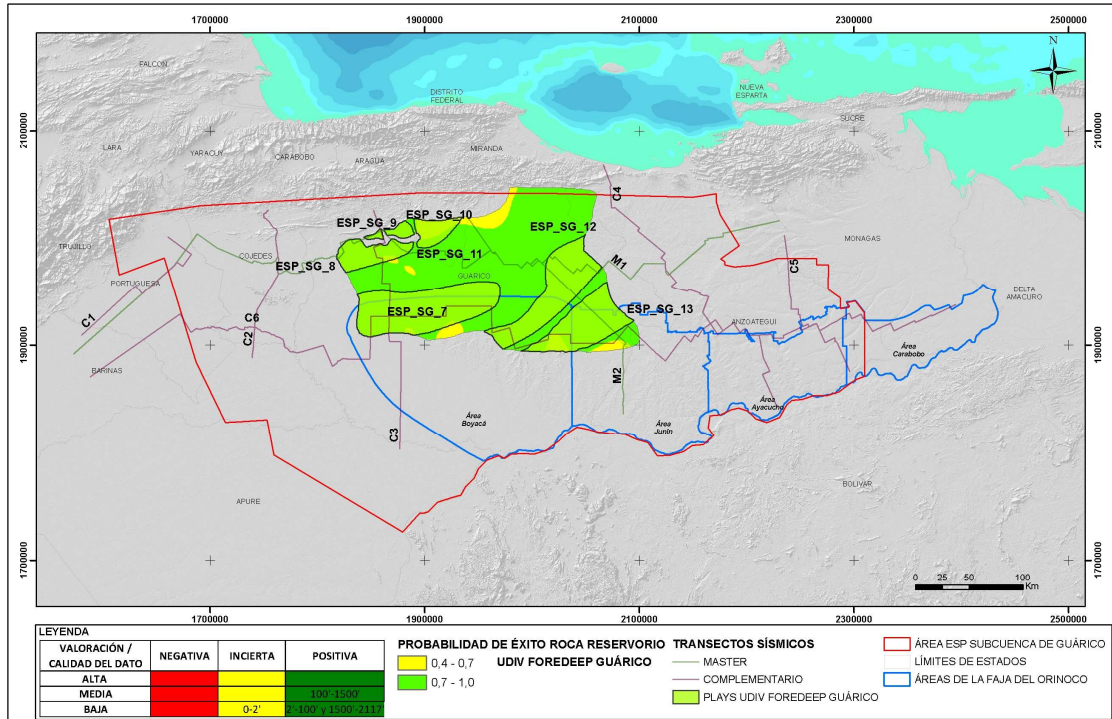 1700000 1900000 2100000 2300000 2500000
N
FALCON
DISTRITO
FEDERAL
NUEVA
ESPARTA
2100000
SUCRE
2100000
LARA
YARACUY
CARABOBO
ARAGUA
MIRANDA
C4
ESP_SG_10
ESP_SG_9
ESP_SG_12
TRUJILLO
COJEDES
ESP_SG_11
MONAGAS
ESP_SG_8
GUARICO
M1
C5
PORTUGUESA
DELTA
AMACURO
ESP_SG_7
ESP_SG_13
C1
C6
C2
ANZOATEGUI
1900000
1900000
Área
Carabobo
BARINAS
M2
Área
Ayacucho
Área
Boyacá
Área
Junín
C3
BOLIVAR
APURE
1700000
1700000
0 25 50 100
Km
1700000 1900000 2100000 2300000 2500000
LEYENDA
VALORACIÓN /
CALIDAD DEL DATO
NEGATIVA INCIERTA POSITIVA
ALTA
MEDIA 100'-1500'
BAJA 0-2' 2'-100' y 1500'-2117'
PROBABILIDAD DE ÉXITO ROCA RESERVORIO
UDIV FOREDEEP GUÁRICO
0,4 - 0,7
0,7 - 1,0
TRANSECTOS SÍSMICOS
MASTER
COMPLEMENTARIO
PLAYS UDIV FOREDEEP GUÁRICO
ÁREA ESP SUBCUENCA DE GUÁRICO
LÍMITES DE ESTADOS
ÁREAS DE LA FAJA DEL ORINOCO